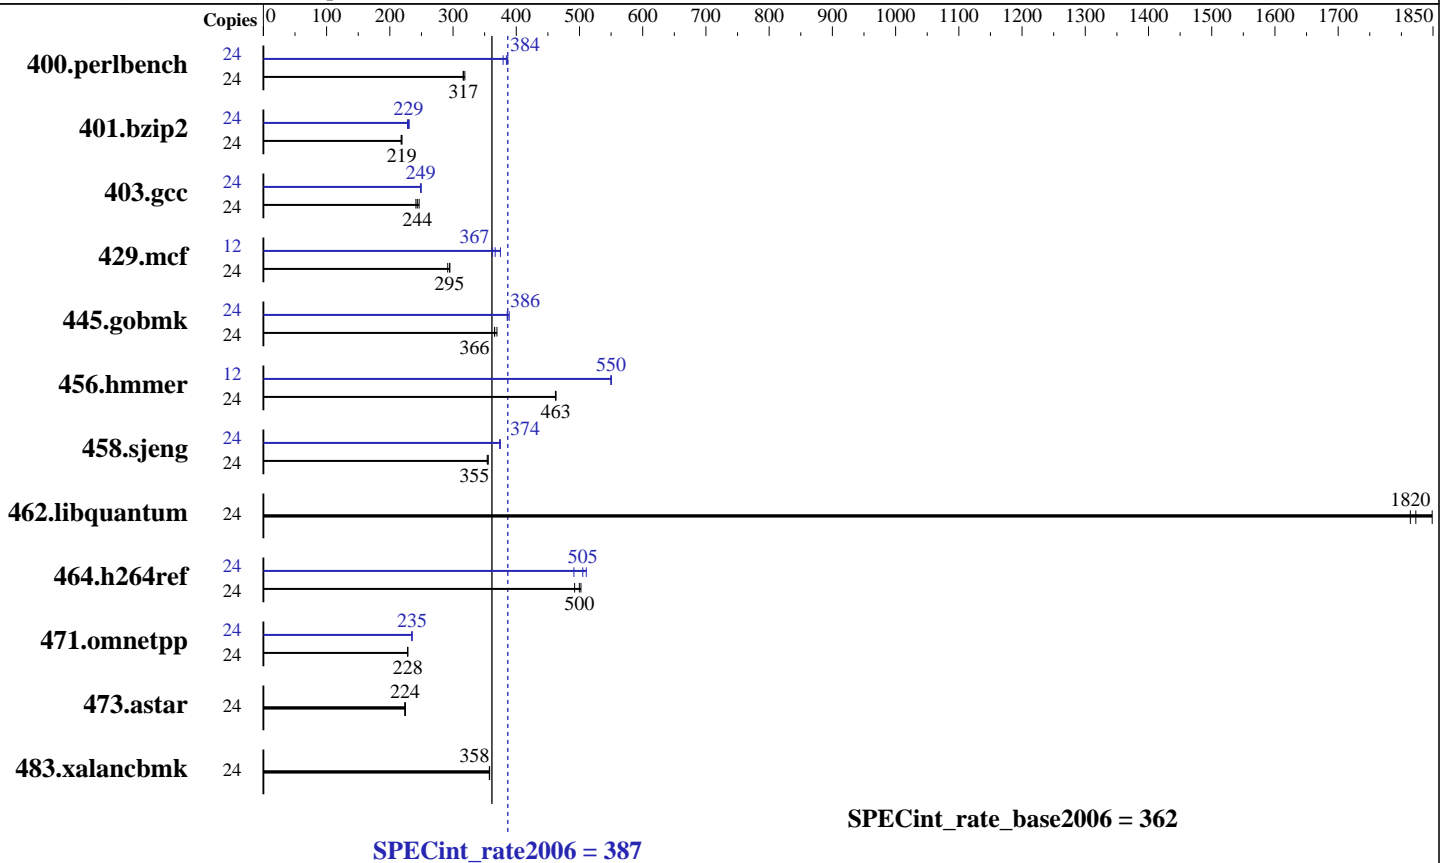 Copies 0 100 200 300 400 500 600 700 800 900 1000 1100 1200 1300 1400 1500 1600 1700 1850
400.perlbench 24 384
24 317
401.bzip2 24 229
24 219
403.gcc 24 249
24 244
429.mcf 12 367
24 295
445.gobmk 24 386
24 366
456.hmmer 12 550
24 463
458.sjeng 24 374
24 355
462.libquantum 24 1820
464.h264ref 24 505
24 500
471.omnetpp 24 235
24 228
473.astar 24 224
483.xalancbmk 24 358
SPECint_rate_base2006 = 362
SPECint_rate2006 = 387